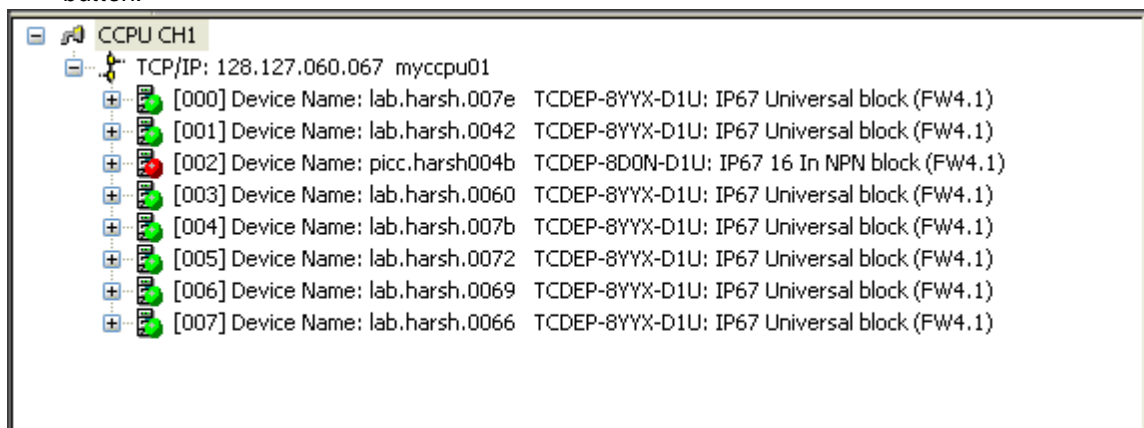 button.
CCPU CH1
TCP/IP: 128.127.060.067 myccpu01
[000] Device Name: lab.harsh.007e TCDEP-8YYX-D1U: IP67 Universal block (FW4.1)
[001] Device Name: lab.harsh.0042 TCDEP-8YYX-D1U: IP67 Universal block (FW4.1)
[002] Device Name: picc.harsh004b TCDEP-8D0N-D1U: IP67 16 In NPN block (FW4.1)
[003] Device Name: lab.harsh.0060 TCDEP-8YYX-D1U: IP67 Universal block (FW4.1)
[004] Device Name: lab.harsh.007b TCDEP-8YYX-D1U: IP67 Universal block (FW4.1)
[005] Device Name: lab.harsh.0072 TCDEP-8YYX-D1U: IP67 Universal block (FW4.1)
[006] Device Name: lab.harsh.0069 TCDEP-8YYX-D1U: IP67 Universal block (FW4.1)
[007] Device Name: lab.harsh.0066 TCDEP-8YYX-D1U: IP67 Universal block (FW4.1)